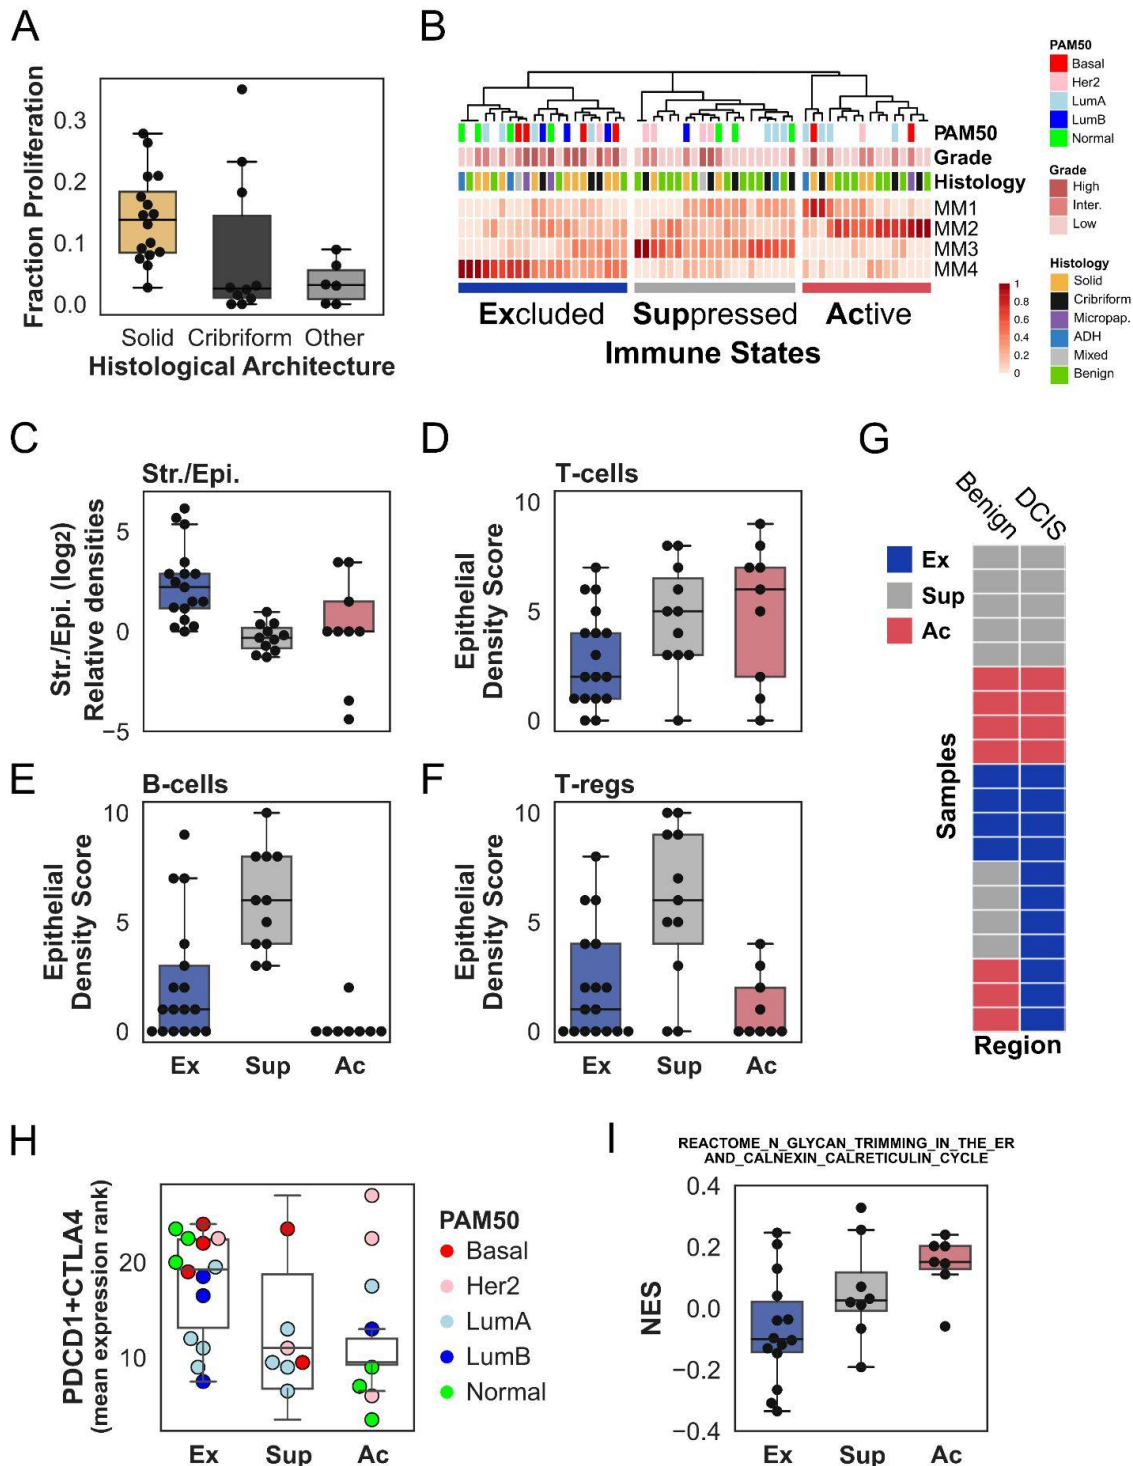 A
Fraction Proliferation
0.3
0.2
0.1
0.0
Solid Cribriform Other
Histological Architecture
B
PAM50
Grade
Histology
MM1
MM2
MM3
MM4
Excluded Suppressed Active
Immune States
1
0.8
0.6
0.4
0.2
0
PAM50
Basal
Her2
LumA
LumB
Normal
Grade
High
Inter.
Low
Histology
Solid
Cribriform
Micropap.
ADH
Mixed
Benign
C
Str./Epi.
Str./Epi. (log2)
Relative densities
5
0
−5
D
T-cells
Epithelial
Density Score
10
5
0
E
B-cells
Epithelial
Density Score
10
5
0
Ex Sup Ac
F
T-regs
Epithelial
Density Score
10
5
0
Ex Sup Ac
G
Benign DCIS
Ex
Sup
Ac
Samples
Region
H
PDCD1+CTLA4
(mean expression rank)
20
10
Ex Sup Ac
PAM50
Basal
Her2
LumA
LumB
Normal
I
REACTOME_N_GLYCAN_TRIMMING_IN_THE_ER
AND_CALNEXIN_CALRETICULIN_CYCLE
NES
0.4
0.2
0.0
−0.2
−0.4
Ex Sup Ac